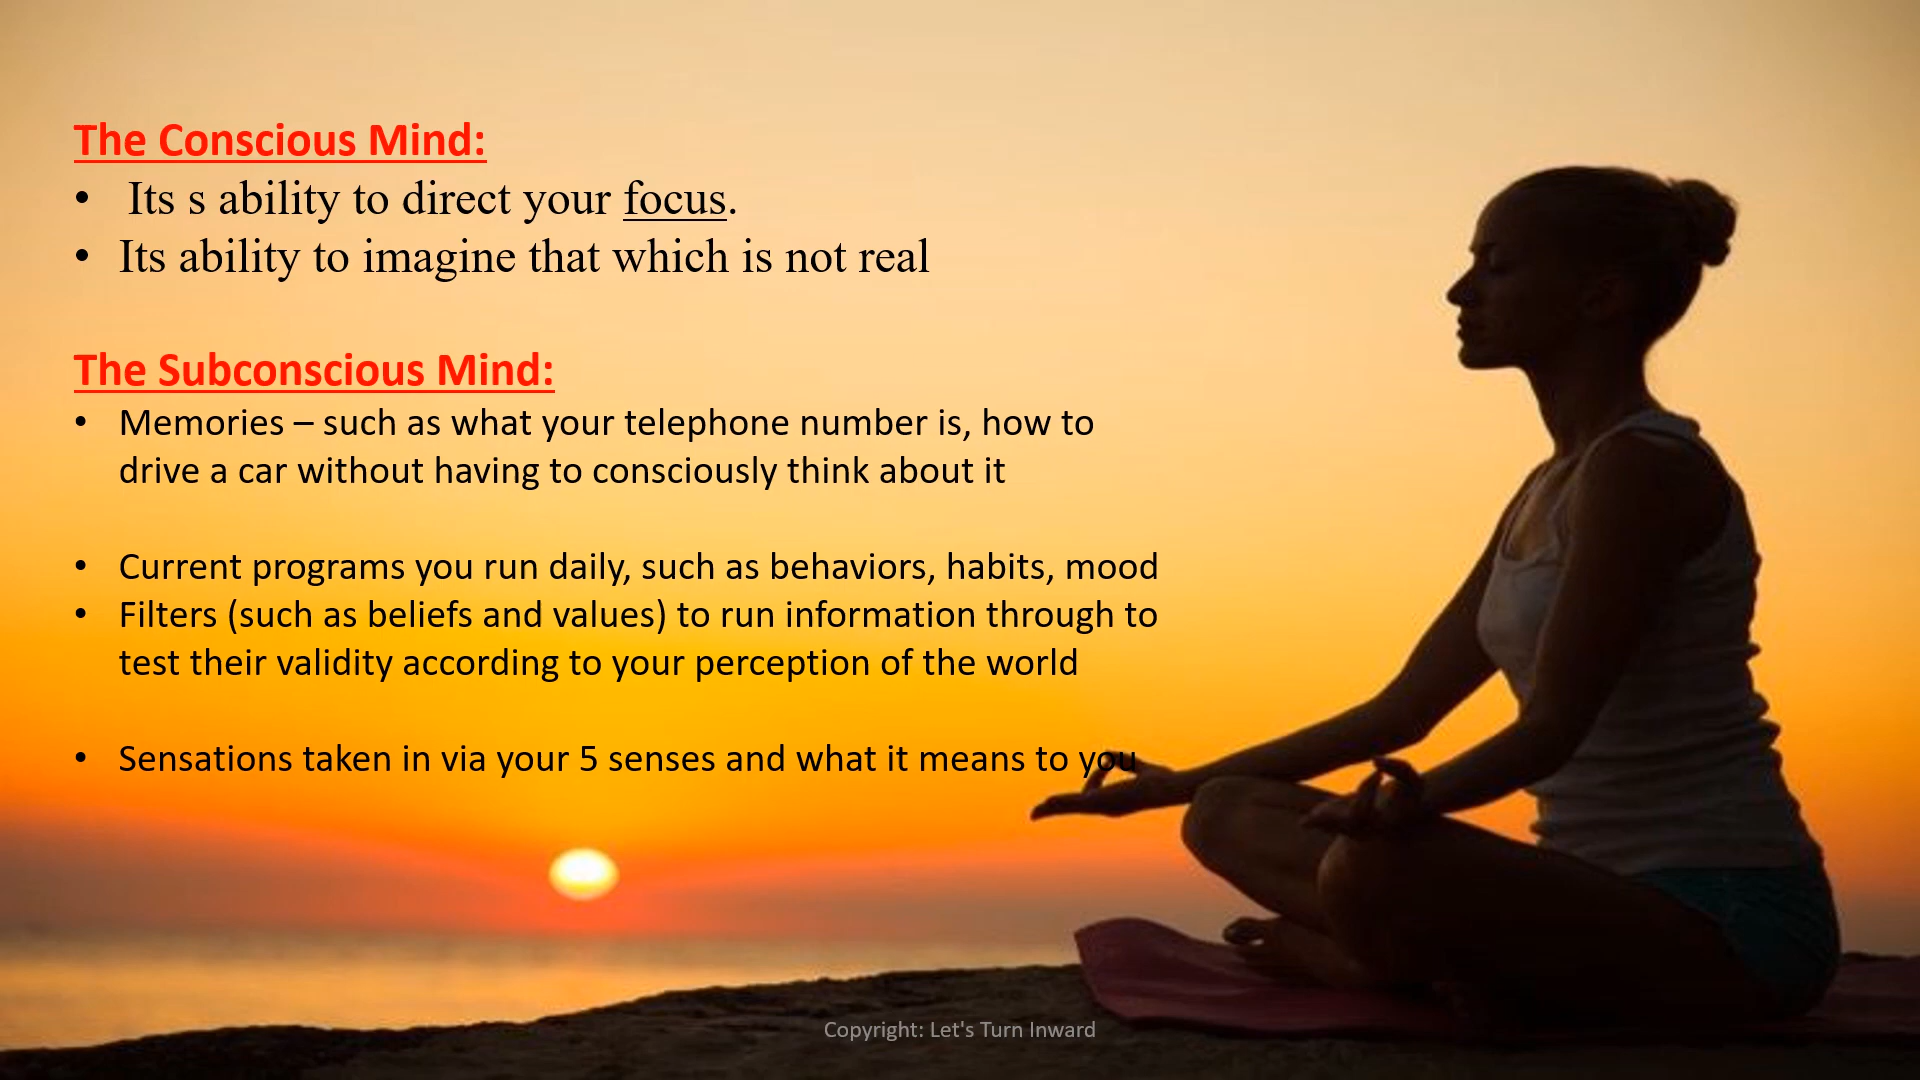 The Conscious Mind:
• Its s ability to direct your focus.
• Its ability to imagine that which is not real
The Subconscious Mind:
• Memories – such as what your telephone number is, how to
drive a car without having to consciously think about it
• Current programs you run daily, such as behaviors, habits, mood
• Filters (such as beliefs and values) to run information through to
test their validity according to your perception of the world
• Sensations taken in via your 5 senses and what it means to you
Copyright: Let's Turn Inward